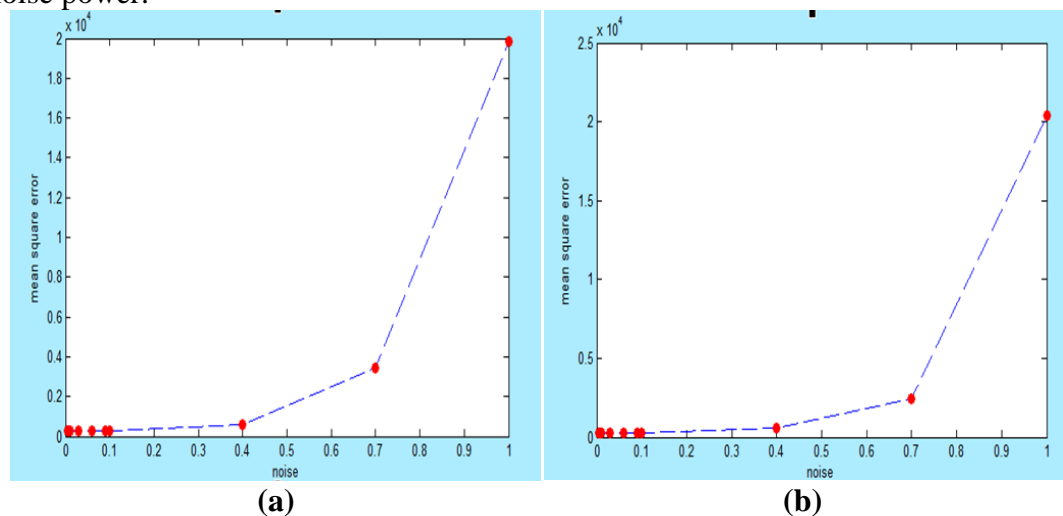 noise power.
x 10⁴
2
1.8
1.6
1.4
1.2
1
0.8
0.6
0.4
0.2
0
mean square error
0 0.1 0.2 0.3 0.4 0.5 0.6 0.7 0.8 0.9 1
noise
(a)
x 10⁴
2.5
2
1.5
1
0.5
0
mean square error
0 0.1 0.2 0.3 0.4 0.5 0.6 0.7 0.8 0.9 1
noise
(b)